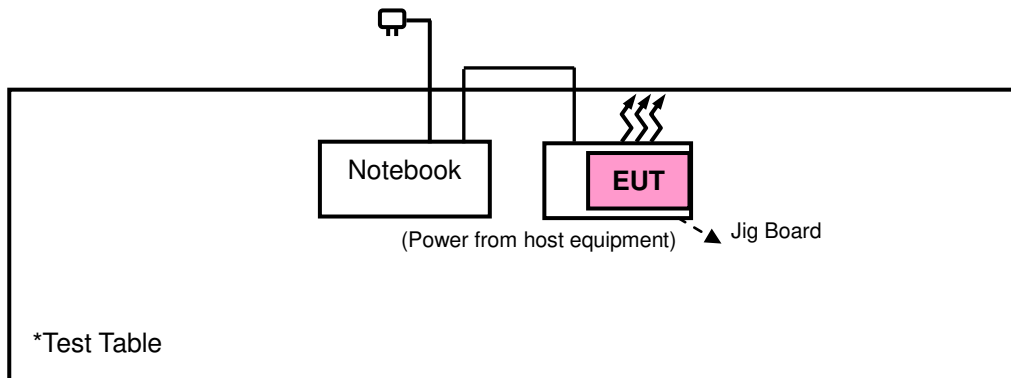 Notebook
EUT
(Power from host equipment)
Jig Board
*Test Table